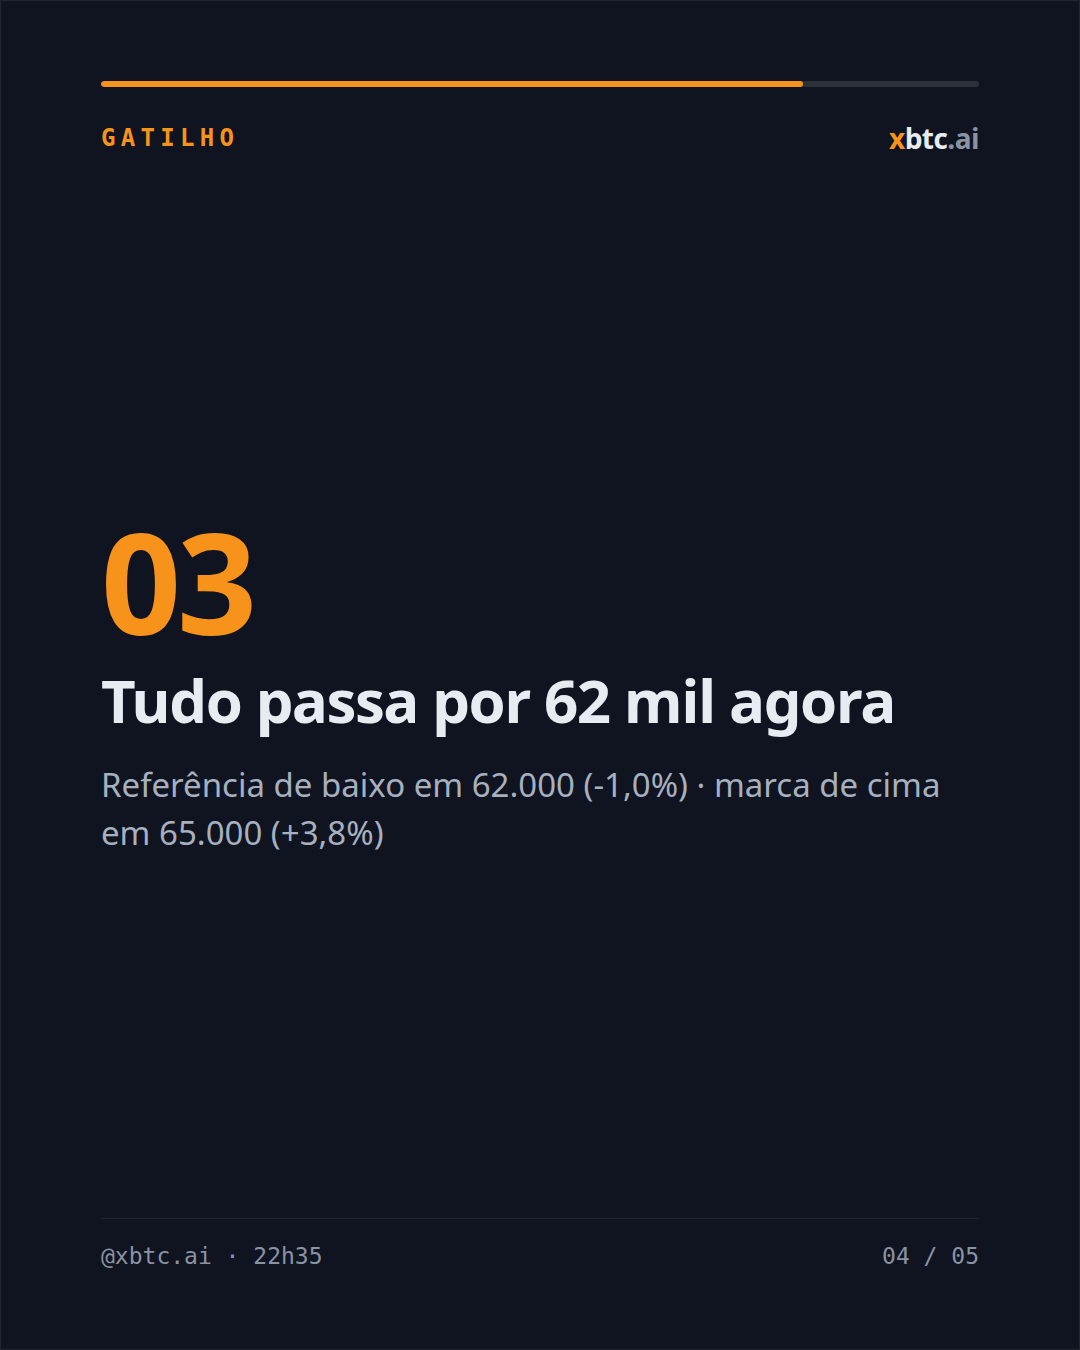 GATILHO
xbtc.ai
03
Tudo passa por 62 mil agora
Referência de baixo em 62.000 (-1,0%) · marca de cima
em 65.000 (+3,8%)
@xbtc.ai · 22h35
04 / 05